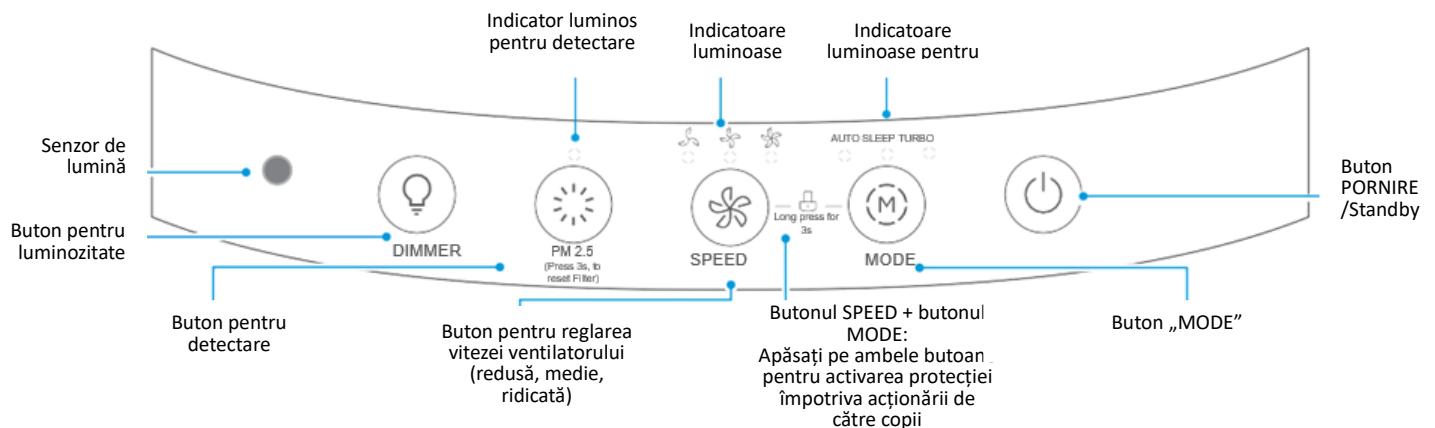 Indicator luminos
pentru detectare
Indicatoare
luminoase
Indicatoare
luminoase pentru
Senzor de
lumină
Buton pentru
luminozitate
AUTO SLEEP TURBO
Long press for
3s
DIMMER
PM 2.5
(Press 3s, to
reset Filter)
SPEED
M
MODE
Buton
PORNIRE
/Standby
Buton pentru
detectare
Buton pentru reglarea
vitezei ventilatorului
(redusă, medie,
ridicată)
Butonul SPEED + butonul
MODE:
Apăsați pe ambele butoan
pentru activarea protecției
împotriva acționării de
către copii
Buton „MODE”